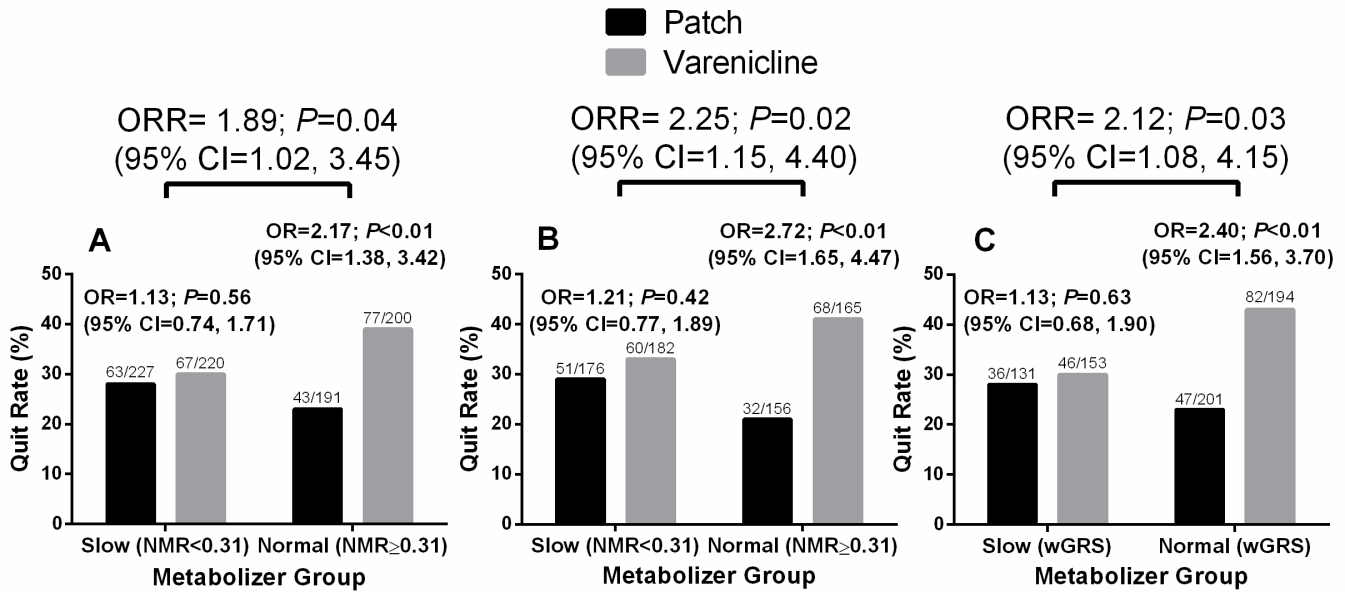 Patch
Varenicline
ORR= 1.89; P=0.04
(95% CI=1.02, 3.45)
ORR= 2.25; P=0.02
(95% CI=1.15, 4.40)
ORR= 2.12; P=0.03
(95% CI=1.08, 4.15)
A
OR=2.17; P<0.01
(95% CI=1.38, 3.42)
OR=1.13; P=0.56
(95% CI=0.74, 1.71)
50
40
30
20
10
0
Quit Rate (%)
63/227
67/220
43/191
77/200
Slow (NMR<0.31) Normal (NMR≥0.31)
Metabolizer Group
B
OR=2.72; P<0.01
(95% CI=1.65, 4.47)
OR=1.21; P=0.42
(95% CI=0.77, 1.89)
50
40
30
20
10
0
Quit Rate (%)
51/176
60/182
32/156
68/165
Slow (NMR<0.31) Normal (NMR≥0.31)
Metabolizer Group
C
OR=2.40; P<0.01
(95% CI=1.56, 3.70)
OR=1.13; P=0.63
(95% CI=0.68, 1.90)
50
40
30
20
10
0
Quit Rate (%)
36/131
46/153
47/201
82/194
Slow (wGRS) Normal (wGRS)
Metabolizer Group